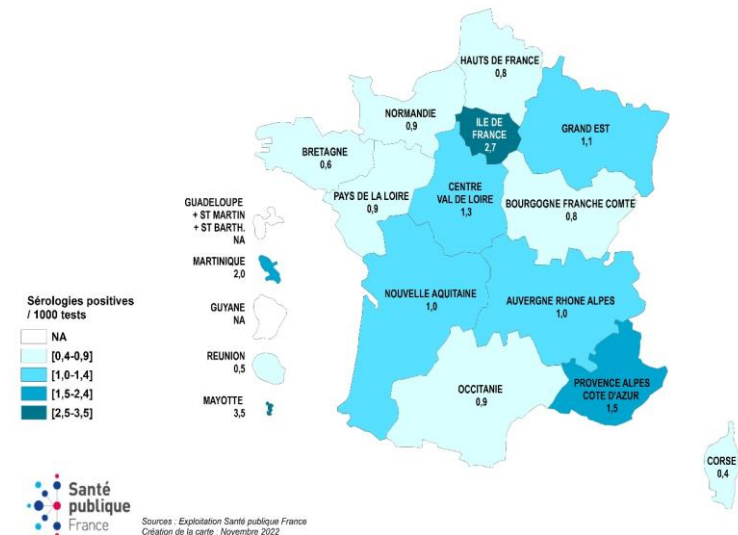 HAUTS DE FRANCE
0,8
NORMANDIE
0,9
ILE DE
FRANCE
2,7
GRAND EST
1,1
BRETAGNE
0,6
PAYS DE LA LOIRE
0,9
CENTRE
VAL DE LOIRE
1,3
BOURGOGNE FRANCHE COMTE
0,8
GUADELOUPE
+ ST MARTIN
+ ST BARTH.
NA
MARTINIQUE
2,0
GUYANE
NA
REUNION
0,5
MAYOTTE
3,5
NOUVELLE AQUITAINE
1,0
AUVERGNE RHONE ALPES
1,0
OCCITANIE
0,9
PROVENCE ALPES
COTE D'AZUR
1,5
CORSE
0,4
Sérologies positives
/ 1000 tests
NA
[0,4-0,9]
[1,0-1,4]
[1,5-2,4]
[2,5-3,5]
Santé
publique
France
Sources : Exploitation Santé publique France
Création de la carte : Novembre 2022